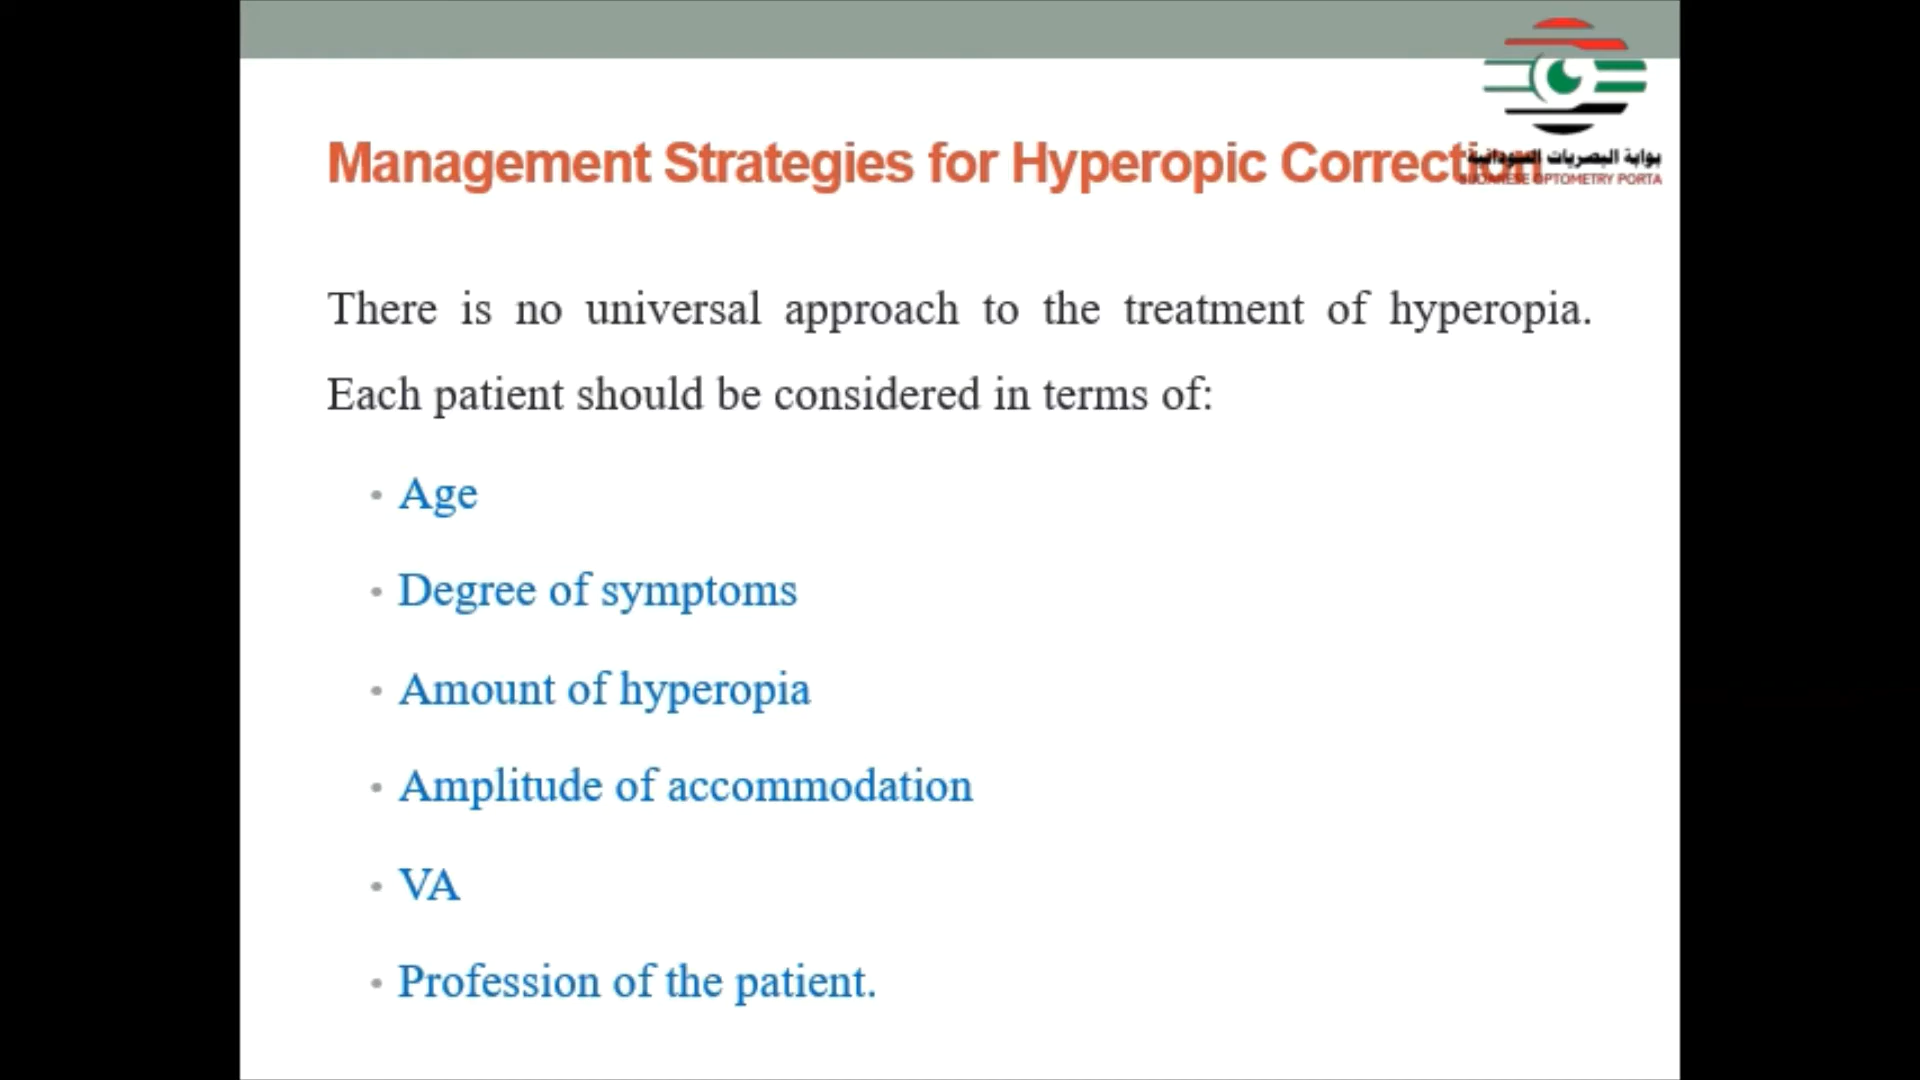 Management Strategies for Hyperopic Correction
بوابة البصريات السودانية
SUDANESE OPTOMETRY PORTA
There is no universal approach to the treatment of hyperopia.
Each patient should be considered in terms of:
• Age
• Degree of symptoms
• Amount of hyperopia
• Amplitude of accommodation
• VA
• Profession of the patient.